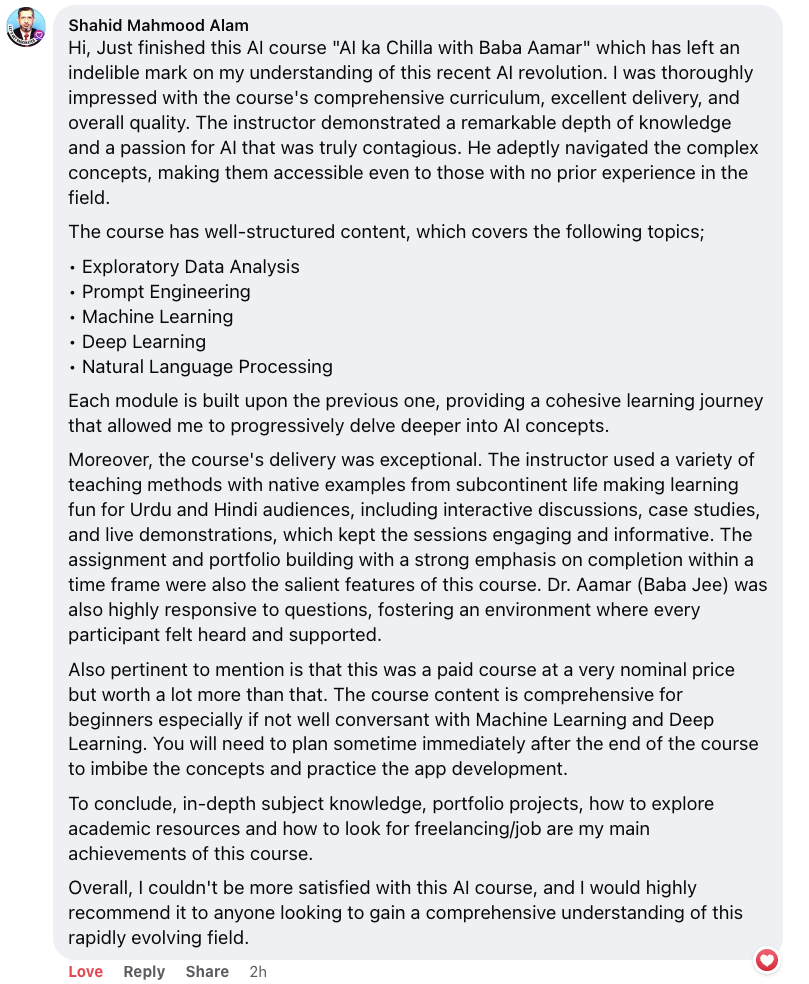 Shahid Mahmood Alam
Hi, Just finished this AI course "AI ka Chilla with Baba Aamar" which has left an
indelible mark on my understanding of this recent AI revolution. I was thoroughly
impressed with the course's comprehensive curriculum, excellent delivery, and
overall quality. The instructor demonstrated a remarkable depth of knowledge
and a passion for AI that was truly contagious. He adeptly navigated the complex
concepts, making them accessible even to those with no prior experience in the
field.
The course has well-structured content, which covers the following topics;
• Exploratory Data Analysis
• Prompt Engineering
• Machine Learning
• Deep Learning
• Natural Language Processing
Each module is built upon the previous one, providing a cohesive learning journey
that allowed me to progressively delve deeper into AI concepts.
Moreover, the course's delivery was exceptional. The instructor used a variety of
teaching methods with native examples from subcontinent life making learning
fun for Urdu and Hindi audiences, including interactive discussions, case studies,
and live demonstrations, which kept the sessions engaging and informative. The
assignment and portfolio building with a strong emphasis on completion within a
time frame were also the salient features of this course. Dr. Aamar (Baba Jee) was
also highly responsive to questions, fostering an environment where every
participant felt heard and supported.
Also pertinent to mention is that this was a paid course at a very nominal price
but worth a lot more than that. The course content is comprehensive for
beginners especially if not well conversant with Machine Learning and Deep
Learning. You will need to plan sometime immediately after the end of the course
to imbibe the concepts and practice the app development.
To conclude, in-depth subject knowledge, portfolio projects, how to explore
academic resources and how to look for freelancing/job are my main
achievements of this course.
Overall, I couldn't be more satisfied with this AI course, and I would highly
recommend it to anyone looking to gain a comprehensive understanding of this
rapidly evolving field.
Love Reply Share 2h